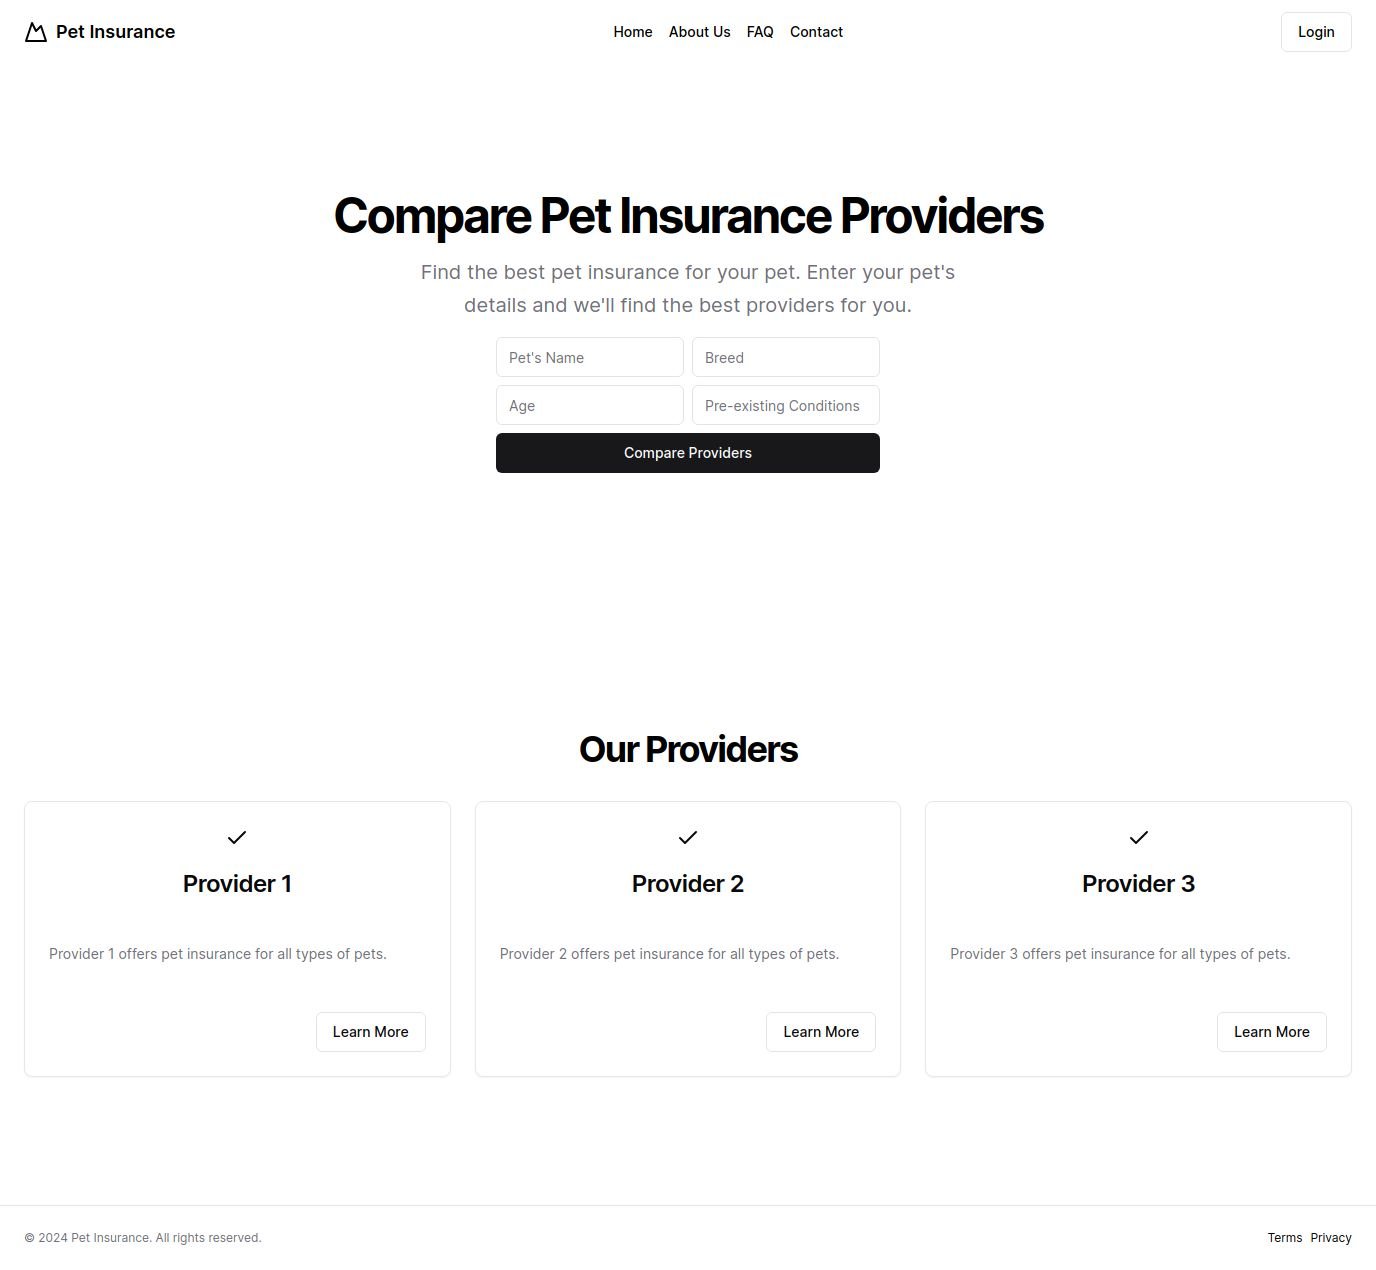 Pet Insurance
Home About Us FAQ Contact
Login
Compare Pet Insurance Providers
Find the best pet insurance for your pet. Enter your pet's
details and we'll find the best providers for you.
Pet's Name
Breed
Age
Pre-existing Conditions
Compare Providers
Our Providers
Provider 1
Provider 1 offers pet insurance for all types of pets.
Learn More
Provider 2
Provider 2 offers pet insurance for all types of pets.
Learn More
Provider 3
Provider 3 offers pet insurance for all types of pets.
Learn More
© 2024 Pet Insurance. All rights reserved.
Terms Privacy